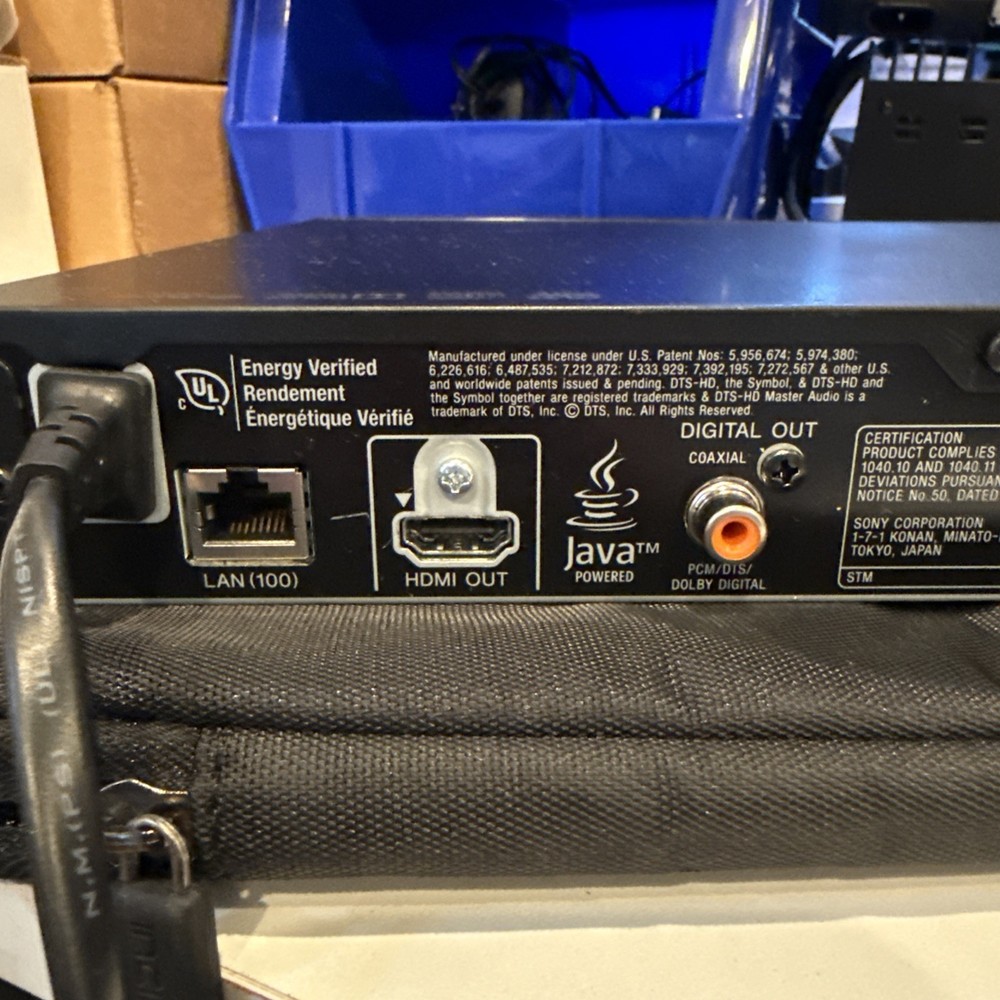 UL
C
Energy Verified
Rendement
Énergétique Vérifié
Manufactured under license under U.S. Patent Nos: 5,956,674; 5,974,380;
6,226,616; 6,487,535; 7,212,872; 7,333,929; 7,392,195; 7,272,567 & other U.S.
and worldwide patents issued & pending. DTS-HD, the Symbol, & DTS-HD and
the Symbol together are registered trademarks & DTS-HD Master Audio is a
trademark of DTS, Inc. © DTS, Inc. All Rights Reserved.
LAN (100)
HDMI OUT
Java™
POWERED
DIGITAL OUT
COAXIAL
PCM/DTS/
DOLBY DIGITAL
CERTIFICATION
PRODUCT COMPLIES
1040.10 AND 1040.11
DEVIATIONS PURSUAN
NOTICE No. 50, DATED
SONY CORPORATION
1-7-1 KONAN, MINATO-
TOKYO, JAPAN
STM
NISPT
(UL)